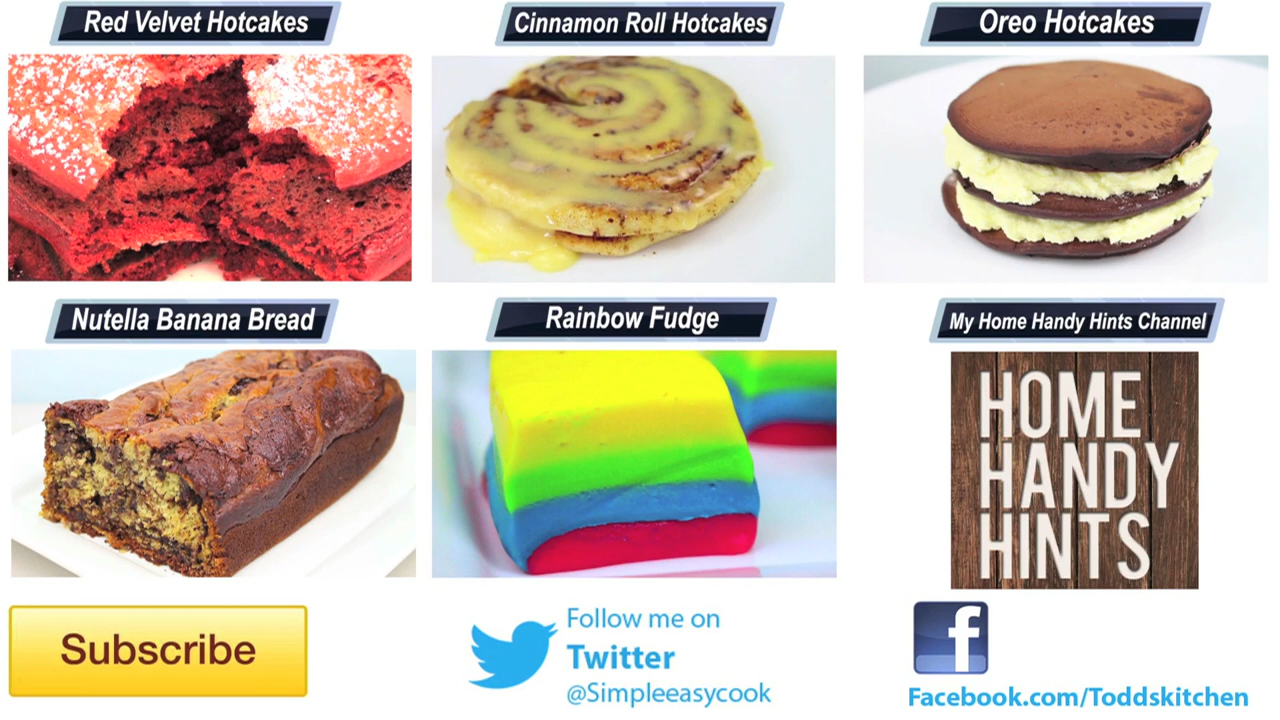 Red Velvet Hotcakes
Cinnamon Roll Hotcakes
Oreo Hotcakes
Nutella Banana Bread
Rainbow Fudge
My Home Handy Hints Channel
HOME
HANDY
HINTS
Subscribe
Follow me on
Twitter
@Simpleeasycook
f
Facebook.com/Toddskitchen